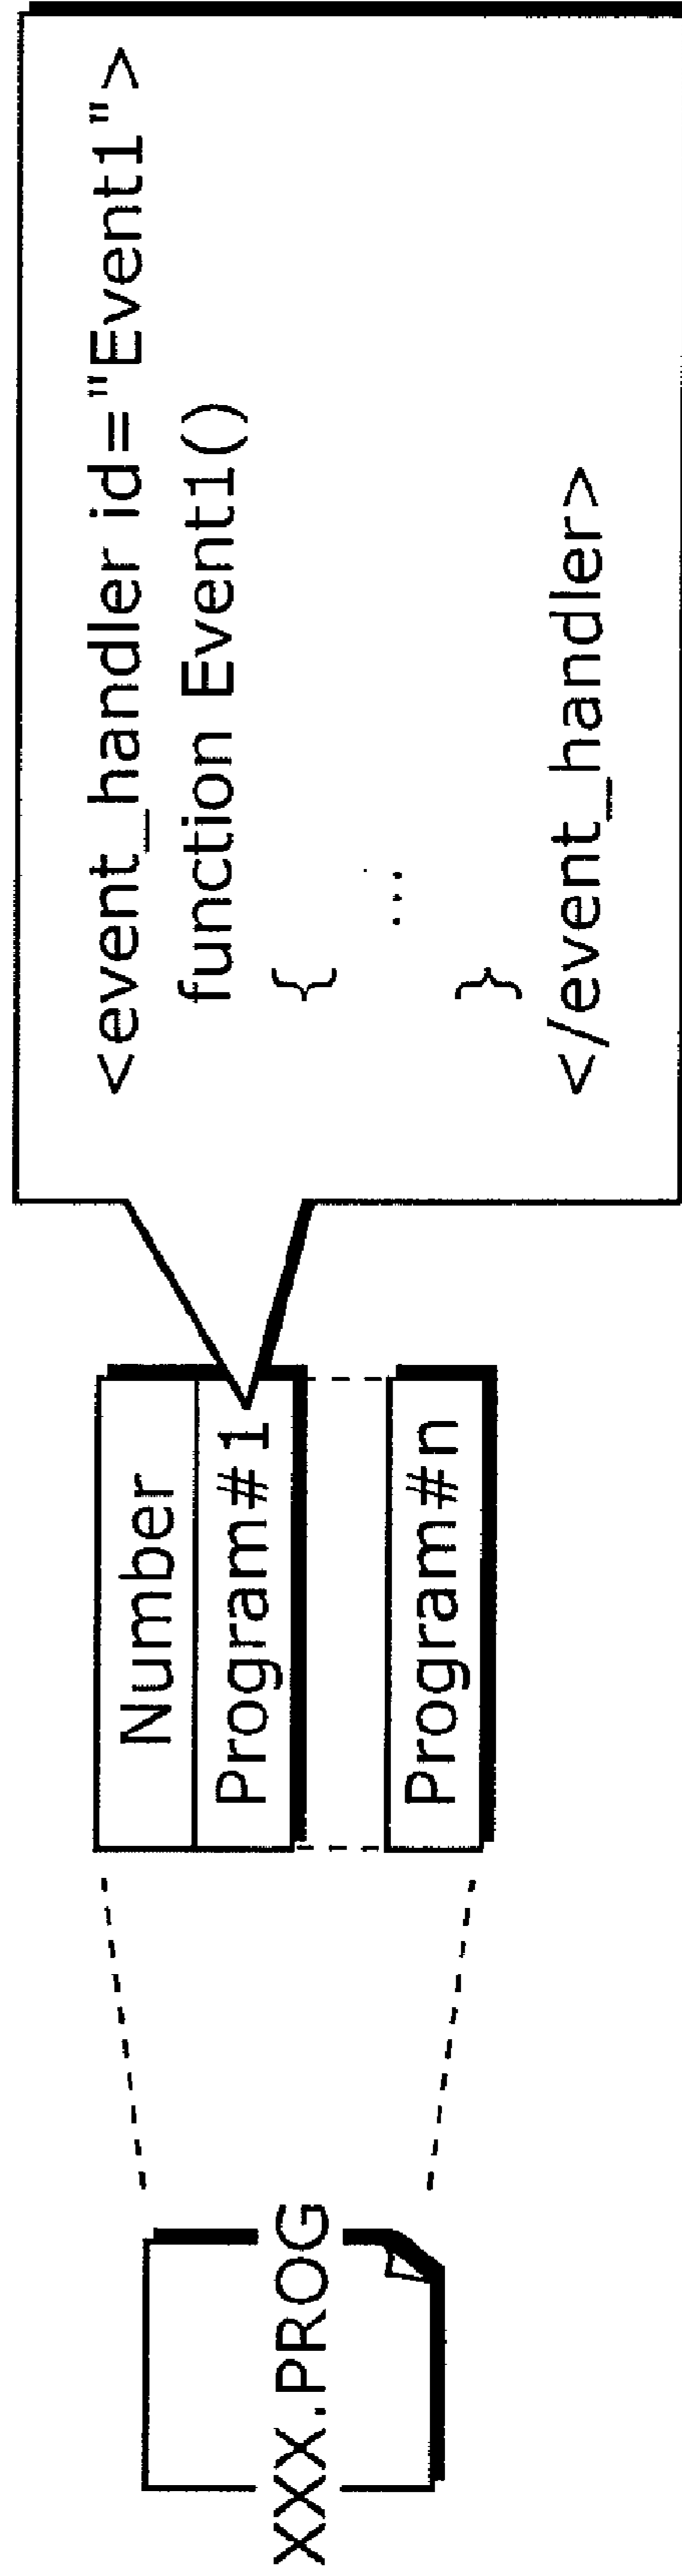 XXX.PROG
Number
Program#1
Program#n
<event_handler id="Event1">
function Event1()
{
...
}
</event_handler>